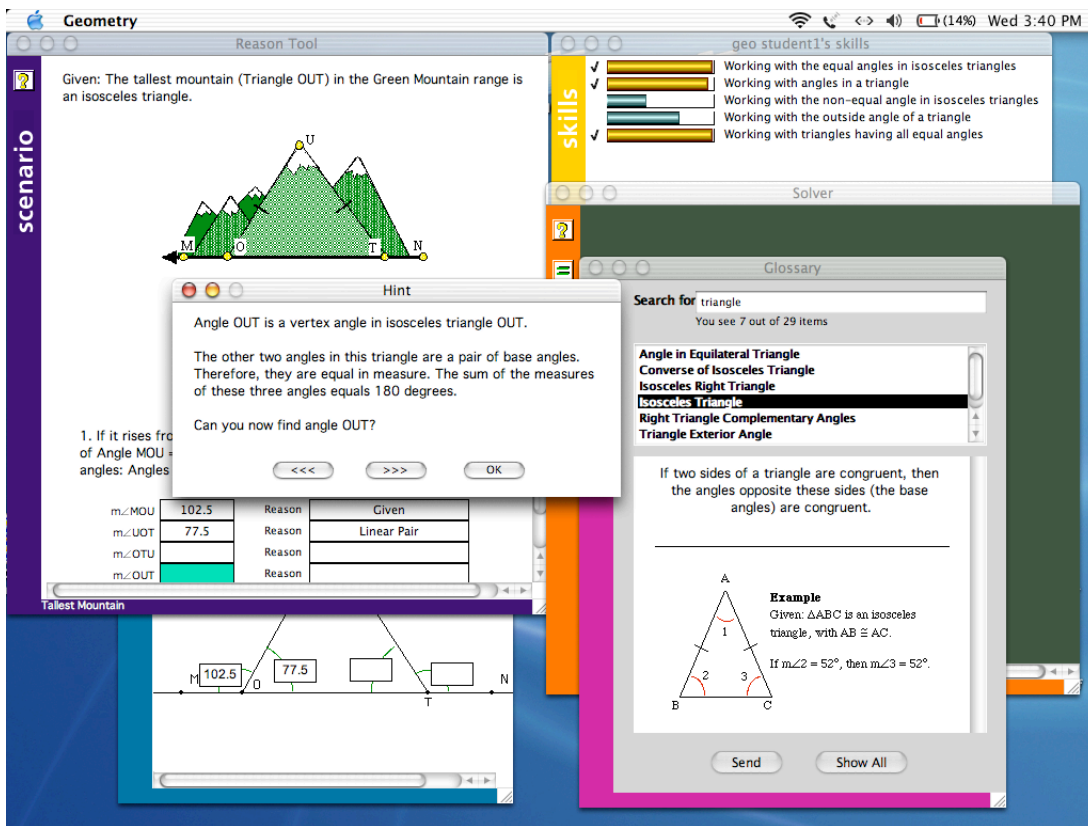 Geometry
(14%) Wed 3:40 PM
Reason Tool
scenario
Given: The tallest mountain (Triangle OUT) in the Green Mountain range is
an isosceles triangle.
U
M
O
T
N
1. If it rises fro
of Angle MOU =
angles: Angles
m∠MOU 102.5 Reason Given
m∠UOT 77.5 Reason Linear Pair
m∠OTU Reason
m∠OUT Reason
Tallest Mountain
Hint
Angle OUT is a vertex angle in isosceles triangle OUT.
The other two angles in this triangle are a pair of base angles.
Therefore, they are equal in measure. The sum of the measures
of these three angles equals 180 degrees.
Can you now find angle OUT?
<<< >>> OK
M 102.5 O 77.5 T N
geo student1's skills
skills
Working with the equal angles in isosceles triangles
Working with angles in a triangle
Working with the non-equal angle in isosceles triangles
Working with the outside angle of a triangle
Working with triangles having all equal angles
Solver
Glossary
Search for triangle
You see 7 out of 29 items
Angle in Equilateral Triangle
Converse of Isosceles Triangle
Isosceles Right Triangle
Isosceles Triangle
Right Triangle Complementary Angles
Triangle Exterior Angle
If two sides of a triangle are congruent, then
the angles opposite these sides (the base
angles) are congruent.
A
1
2 3
B C
Example
Given: ΔABC is an isosceles
triangle, with AB ≅ AC.
If m∠2 = 52°, then m∠3 = 52°.
Send Show All